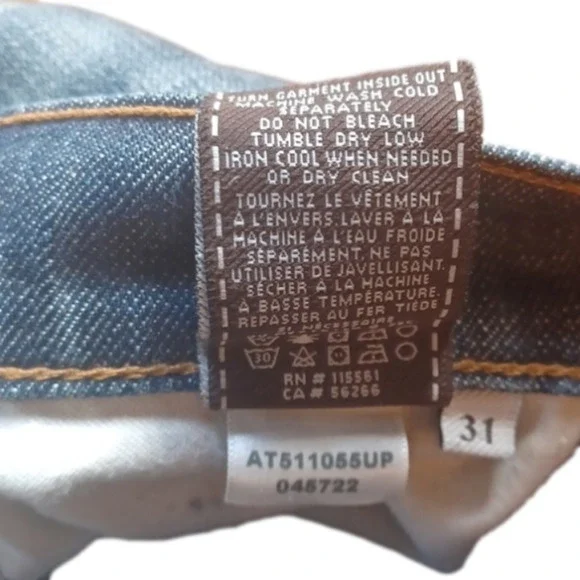 TURN GARMENT INSIDE OUT
MACHINE WASH COLD
SEPARATELY
DO NOT BLEACH
TUMBLE DRY LOW
IRON COOL WHEN NEEDED
OR DRY CLEAN
TOURNEZ LE VÊTEMENT
À L'ENVERS. LAVER À LA
MACHINE À L'EAU FROIDE
SÉPARÉMENT. NE PAS
UTILISER DE JAVELLISANT.
SÉCHER À LA MACHINE
À BASSE TEMPÉRATURE.
REPASSER AU FER TIÈDE
SI NÉCESSAIRE
30
RN # 115561
CA # 56266
31
AT511055UP
045722